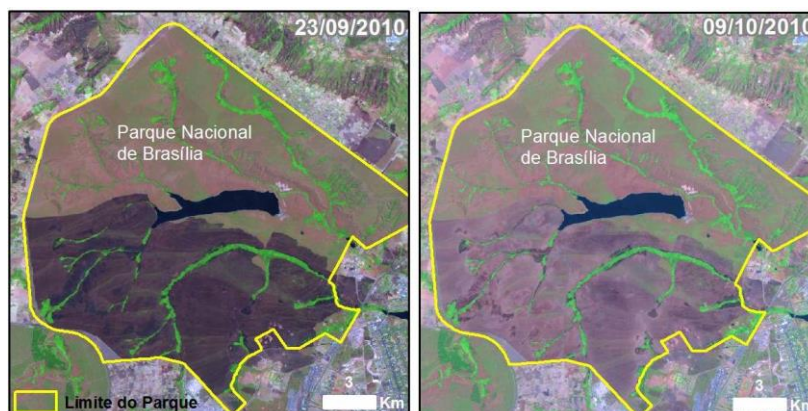 23/09/2010
Parque Nacional
de Brasília
Limite do Parque
3
Km
09/10/2010
Parque Nacional
de Brasília
3
Km